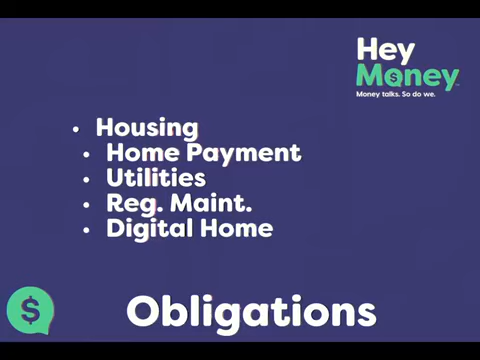 Hey
Money
Money talks. So do we.
• Housing
• Home Payment
• Utilities
• Reg. Maint.
• Digital Home
$
Obligations